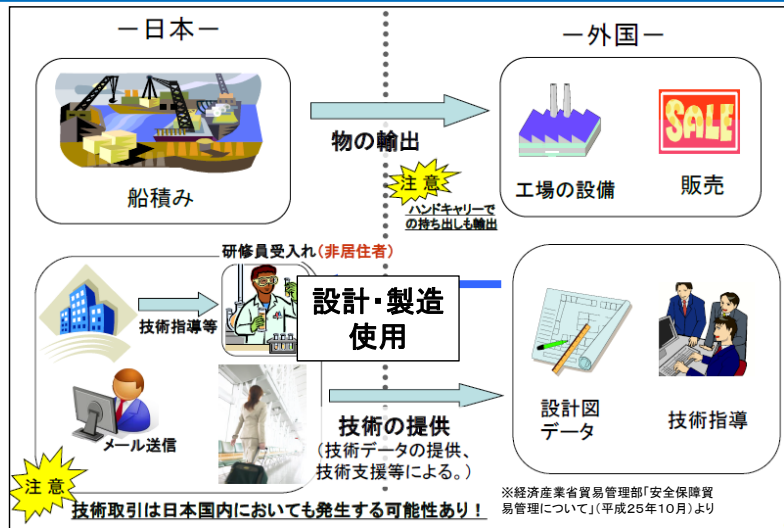 －日本－
－外国－
船積み
物の輸出
注意
ハンドキャリーで
の持ち出しも輸出
工場の設備
SALE
販売
研修員受入れ(非居住者)
技術指導等
設計・製造
使用
メール送信
技術の提供
(技術データの提供、
技術支援等による。)
設計図
データ
技術指導
注意
技術取引は日本国内においても発生する可能性あり！
※経済産業省貿易管理部「安全保障貿
易管理について」(平成25年10月)より